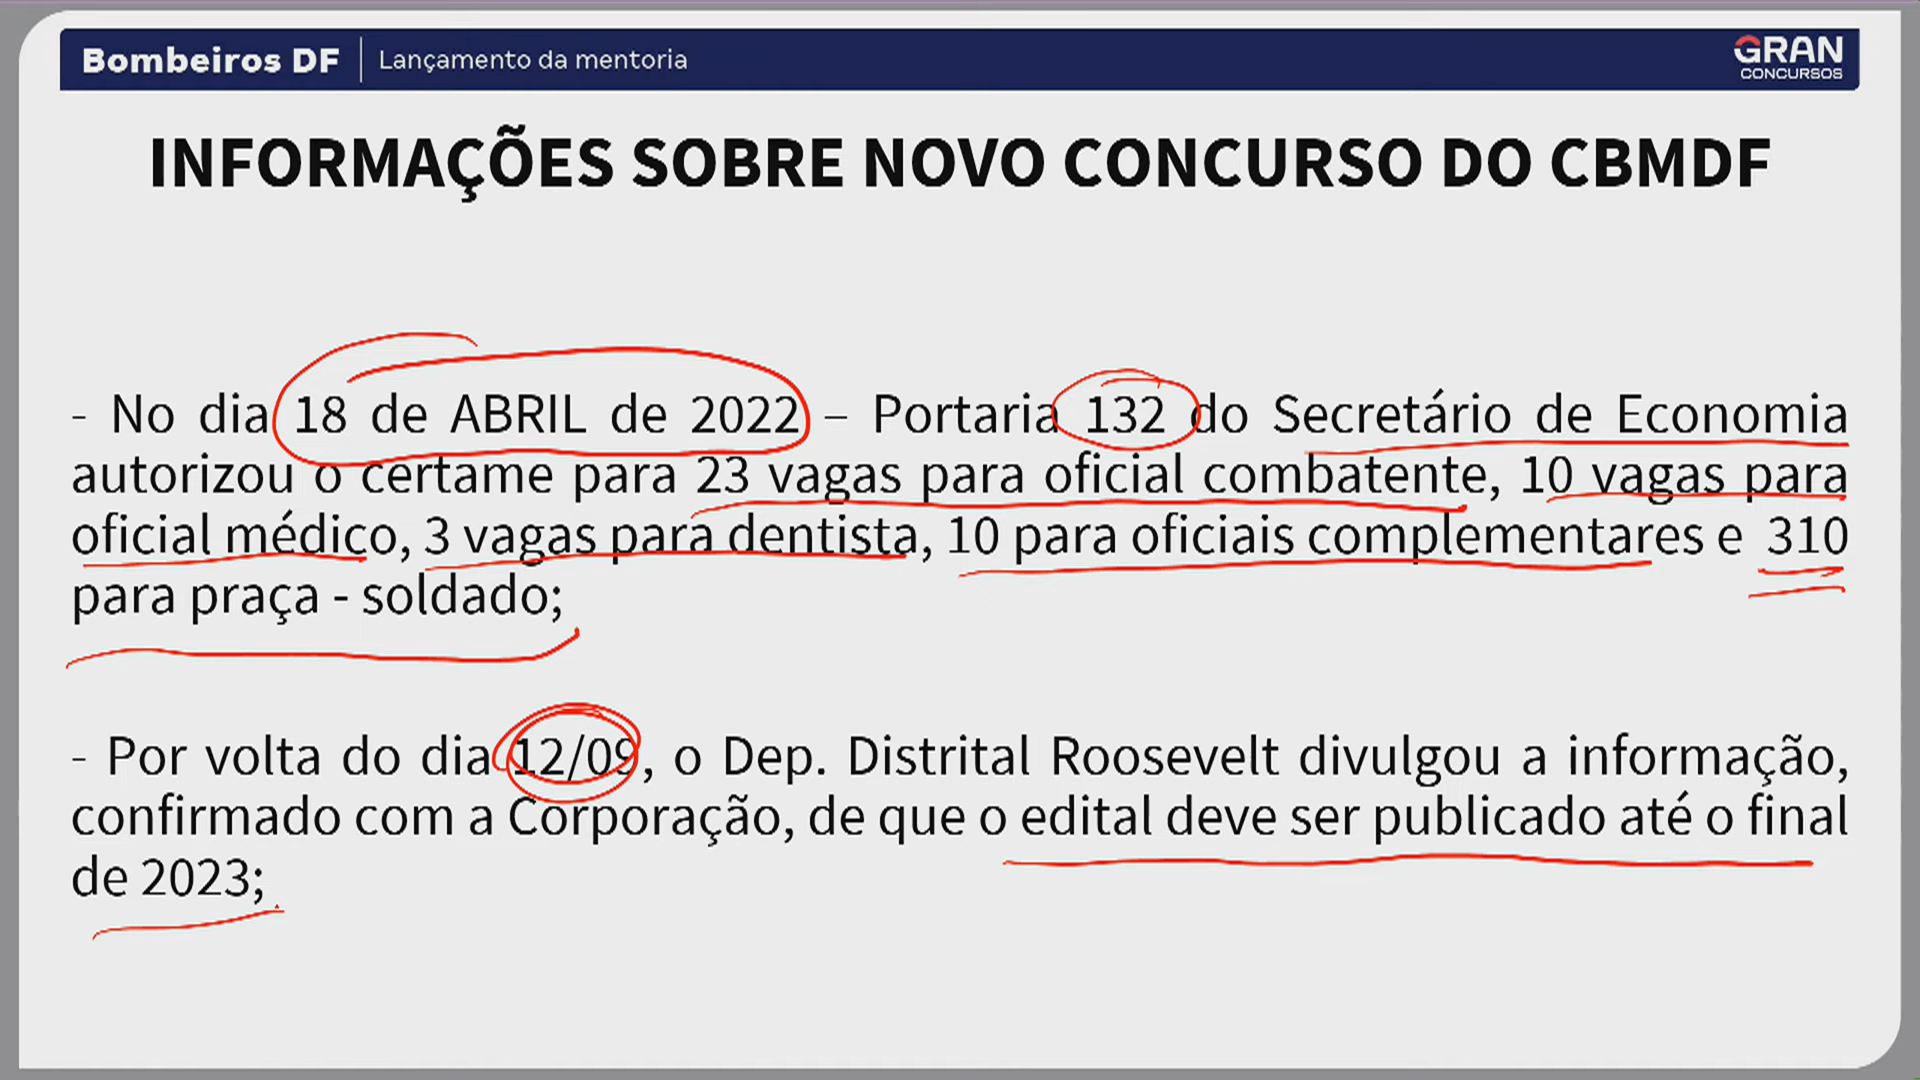 Bombeiros DF | Lançamento da mentoria
GRAN
CONCURSOS
INFORMAÇÕES SOBRE NOVO CONCURSO DO CBMDF
- No dia 18 de ABRIL de 2022 – Portaria 132 do Secretário de Economia
autorizou o certame para 23 vagas para oficial combatente, 10 vagas para
oficial médico, 3 vagas para dentista, 10 para oficiais complementares e 310
para praça - soldado;
- Por volta do dia 12/09, o Dep. Distrital Roosevelt divulgou a informação,
confirmado com a Corporação, de que o edital deve ser publicado até o final
de 2023;